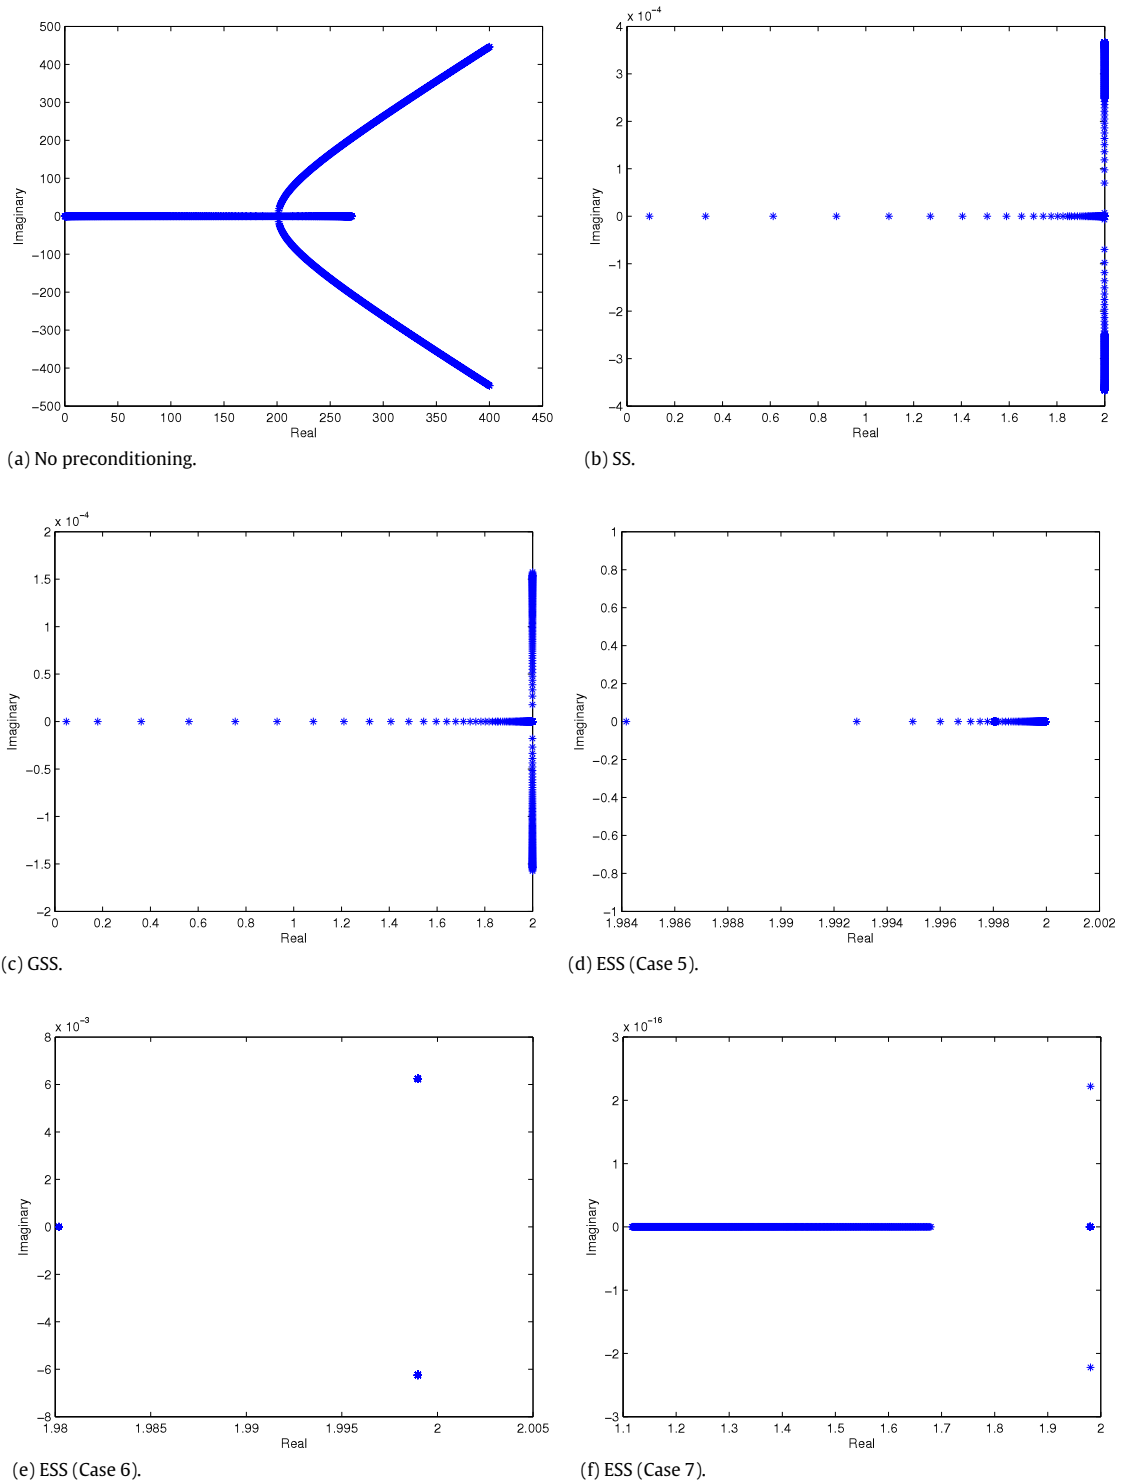 500
400
300
200
100
0
−100
−200
−300
−400
−500
Imaginary
0 50 100 150 200 250 300 350 400 450
Real
(a) No preconditioning.
x 10−4
4
3
2
1
0
−1
−2
−3
−4
Imaginary
0 0.2 0.4 0.6 0.8 1 1.2 1.4 1.6 1.8 2
Real
(b) SS.
x 10−4
2
1.5
1
0.5
0
−0.5
−1
−1.5
−2
Imaginary
0 0.2 0.4 0.6 0.8 1 1.2 1.4 1.6 1.8 2
Real
(c) GSS.
1
0.8
0.6
0.4
0.2
0
−0.2
−0.4
−0.6
−0.8
−1
Imaginary
1.984 1.986 1.988 1.99 1.992 1.994 1.996 1.998 2 2.002
Real
(d) ESS (Case 5).
x 10−3
8
6
4
2
0
−2
−4
−6
−8
Imaginary
1.98 1.985 1.99 1.995 2 2.005
Real
(e) ESS (Case 6).
x 10−16
3
2
1
0
−1
−2
−3
Imaginary
1.1 1.2 1.3 1.4 1.5 1.6 1.7 1.8 1.9 2
Real
(f) ESS (Case 7).